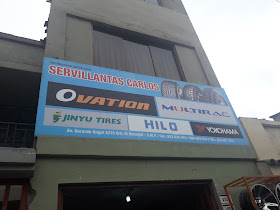 SERVILLANTAS CARLOS
OVATION
MULTIRAC
JINYU TIRES
HILO
YOKOHAMA